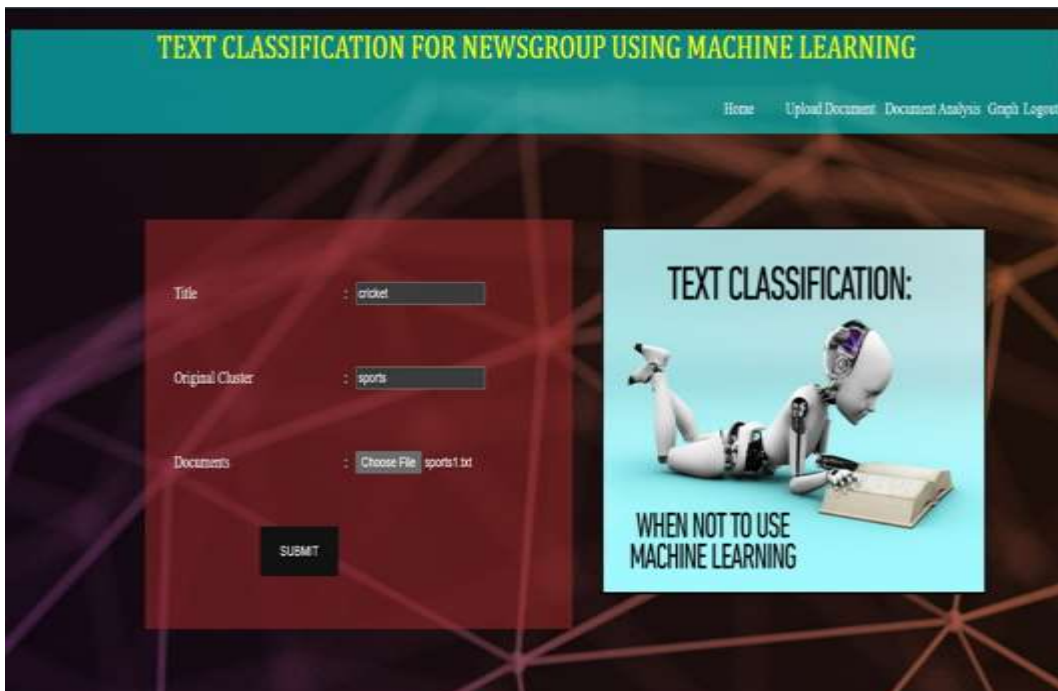 TEXT CLASSIFICATION FOR NEWSGROUP USING MACHINE LEARNING
Home Upload Document Document Analysis Graph Logout
Title : cricket
Original Cluster : sports
Documents : Choose File sports1.txt
SUBMIT
TEXT CLASSIFICATION:
WHEN NOT TO USE
MACHINE LEARNING